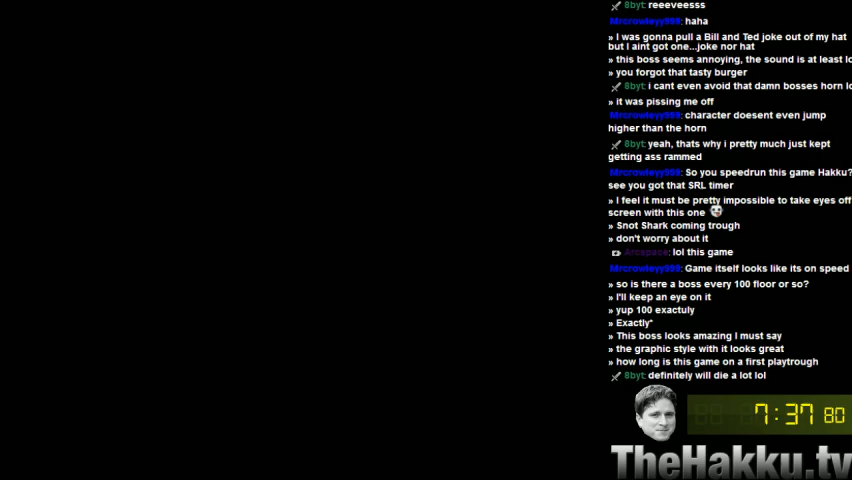 8byt: reeeveesss
Mrcrowleyy999: haha
» I was gonna pull a Bill and Ted joke out of my hat
but I aint got one...joke nor hat
» this boss seems annoying, the sound is at least lo
» you forgot that tasty burger
8byt: i cant even avoid that damn bosses horn lo
» it was pissing me off
Mrcrowleyy999: character doesent even jump
higher than the horn
8byt: yeah, thats why i pretty much just kept
getting ass rammed
Mrcrowleyy999: So you speedrun this game Hakku?
see you got that SRL timer
» I feel it must be pretty impossible to take eyes off
screen with this one
» Snot Shark coming trough
» don't worry about it
Arcspace: lol this game
Mrcrowleyy999: Game itself looks like its on speed
» so is there a boss every 100 floor or so?
» I'll keep an eye on it
» yup 100 exactuly
» Exactly*
» This boss looks amazing I must say
» the graphic style with it looks great
» how long is this game on a first playtrough
8byt: definitely will die a lot lol
7:37 80
TheHakku.tv